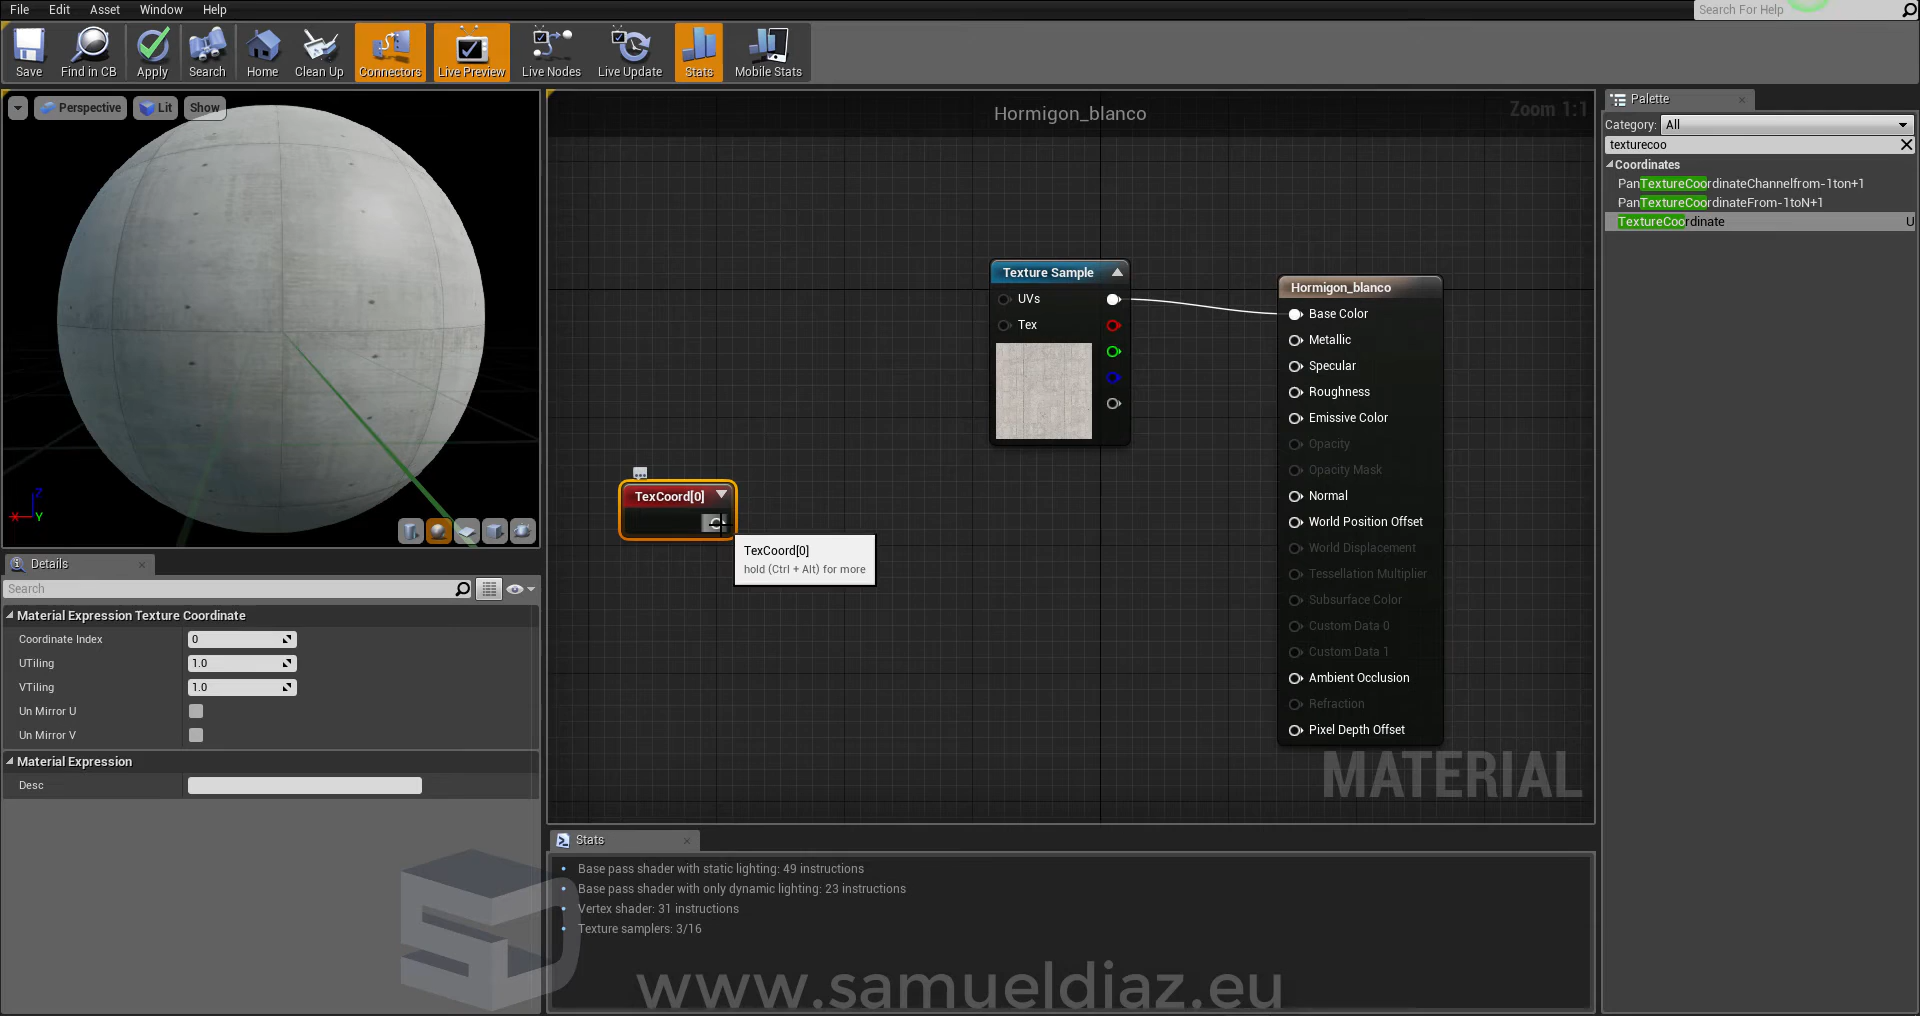 File Edit Asset Window Help
Search For Help
Save Find in CB Apply Search Home Clean Up Connectors Live Preview Live Nodes Live Update Stats Mobile Stats
Perspective Lit Show
Z
X Y
Hormigon_blanco
Zoom 1:1
Texture Sample
UVs
Tex
Hormigon_blanco
Base Color
Metallic
Specular
Roughness
Emissive Color
Opacity
Opacity Mask
Normal
World Position Offset
World Displacement
Tessellation Multiplier
Subsurface Color
Custom Data 0
Custom Data 1
Ambient Occlusion
Refraction
Pixel Depth Offset
TexCoord[0]
TexCoord[0]
hold (Ctrl + Alt) for more
MATERIAL
Palette
Category: All
texturecoo
Coordinates
PanTextureCoordinateChannelfrom-1ton+1
PanTextureCoordinateFrom-1toN+1
TextureCoordinate U
Details
Search
Material Expression Texture Coordinate
Coordinate Index 0
UTiling 1.0
VTiling 1.0
Un Mirror U
Un Mirror V
Material Expression
Desc
Stats
Base pass shader with static lighting: 49 instructions
Base pass shader with only dynamic lighting: 23 instructions
Vertex shader: 31 instructions
Texture samplers: 3/16
www.samueldiaz.eu